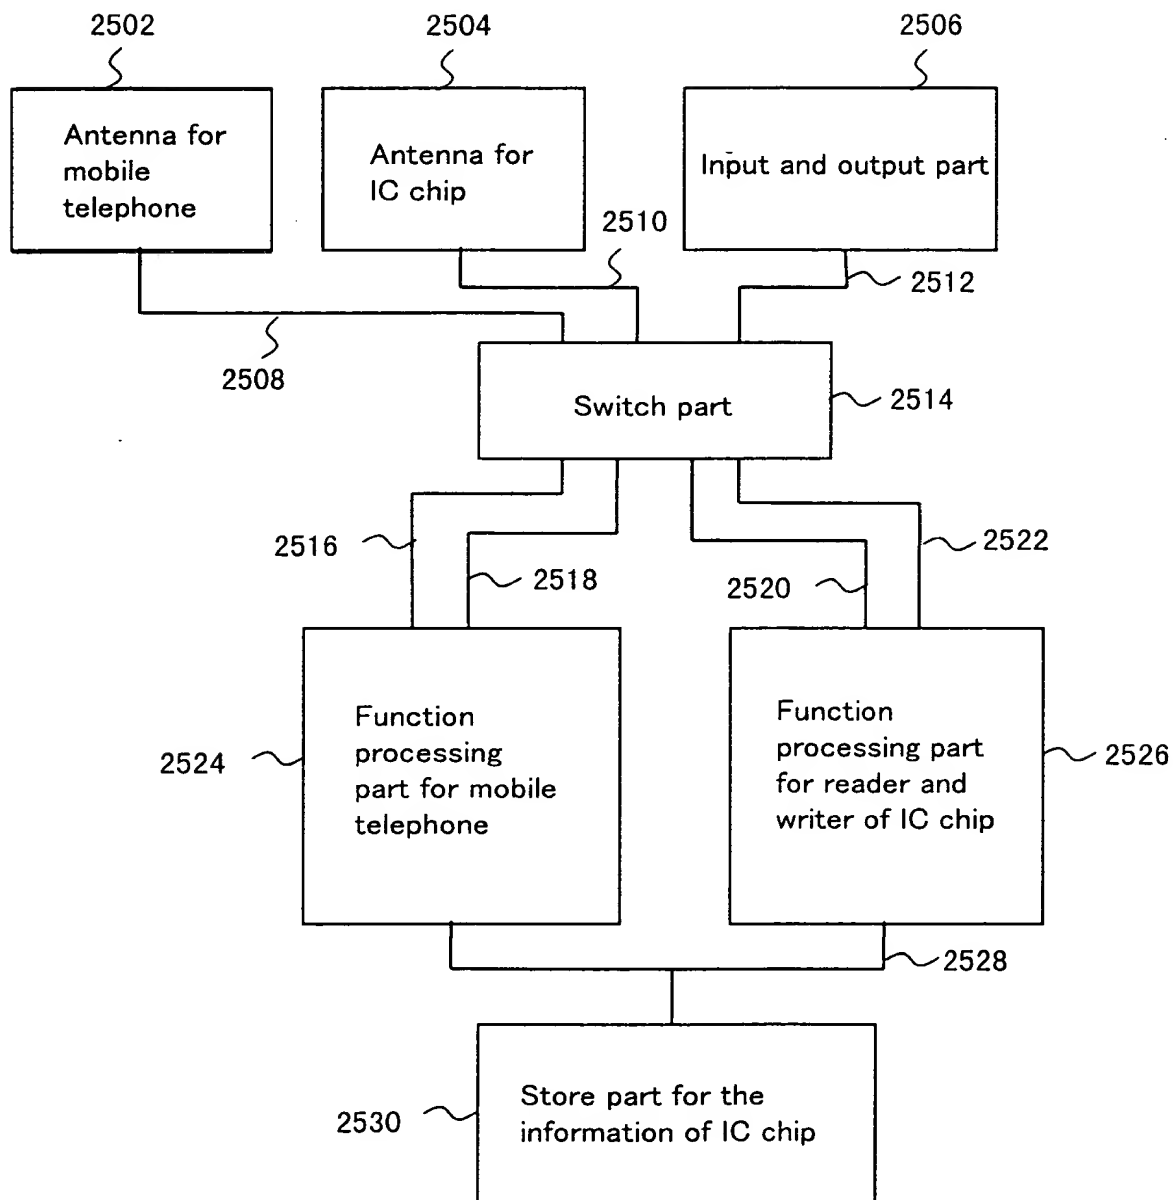 2502
2504
2506
Antenna for
mobile
telephone
Antenna for
IC chip
Input and output part
2510
2512
2508
Switch part
2514
2516
2518
2520
2522
2524
Function
processing
part for mobile
telephone
Function
processing part
for reader and
writer of IC chip
2526
2528
2530
Store part for the
information of IC chip